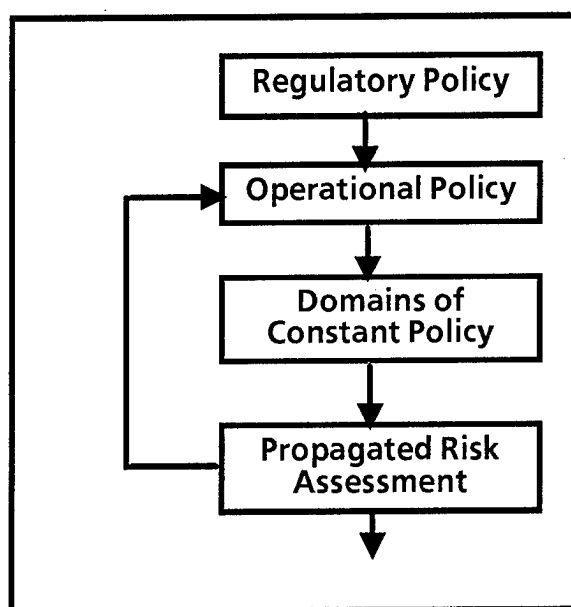 Regulatory Policy
Operational Policy
Domains of
Constant Policy
Propagated Risk
Assessment